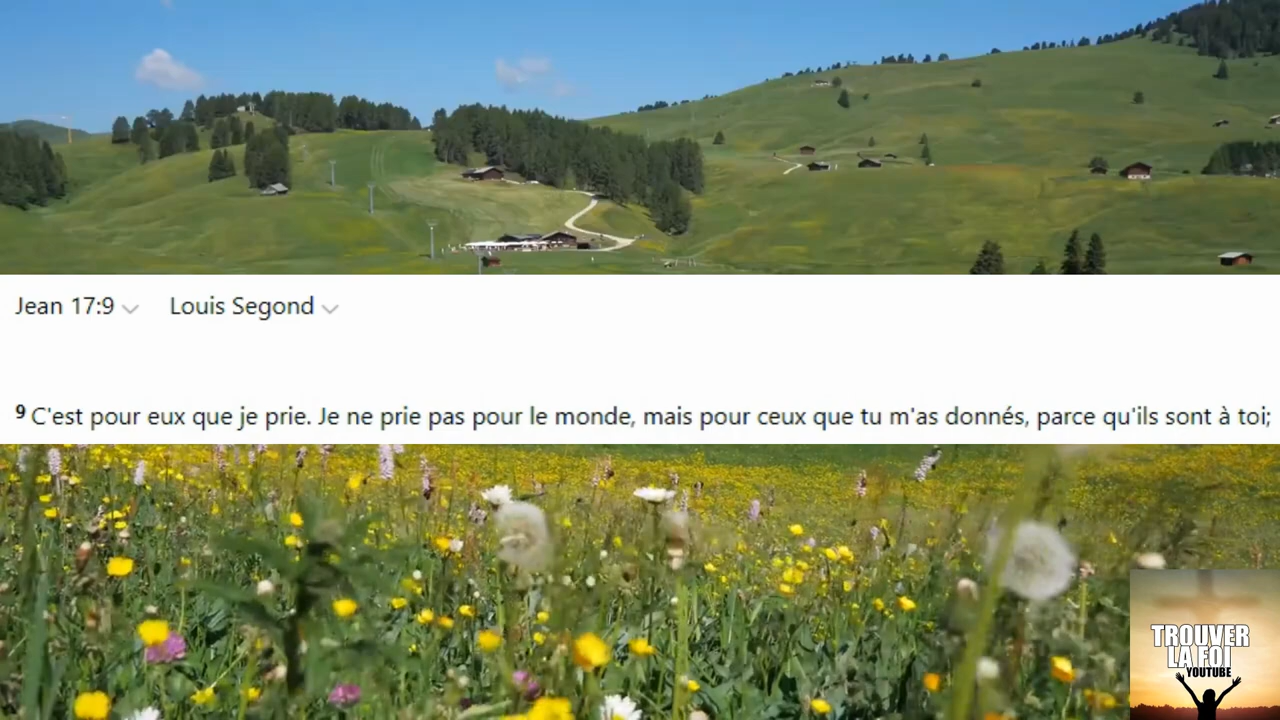 Jean 17:9 Louis Segond
9 C'est pour eux que je prie. Je ne prie pas pour le monde, mais pour ceux que tu m'as donnés, parce qu'ils sont à toi;
TROUVER
LA FOI
YOUTUBE